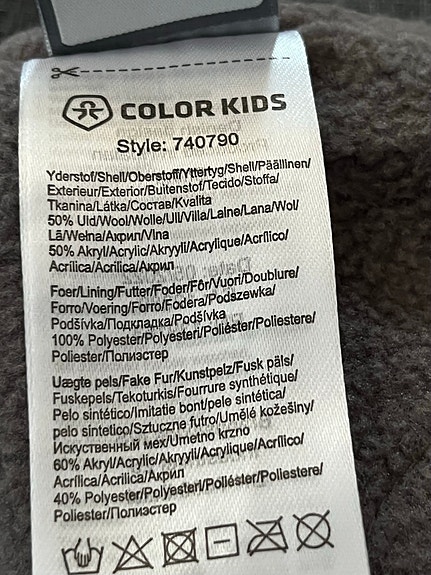 COLOR KIDS
Style: 740790
Yderstof/Shell/Oberstoff/Yttertyg/Shell/Päällinen/
Exterieur/Exterior/Buitenstof/Tecido/Stoffa/
Tkanina/Látka/Состав/Kvalita
50% Uld/Wool/Wolle/Ull/Villa/Laine/Lana/Wol/
Lã/Wełna/Акрил/Vlna
50% Akryl/Acrylic/Akryyli/Acrylique/Acrílico/
Acrílica/Acrilica/Акрил
Foer/Lining/Futter/Foder/Fôr/Vuori/Doublure/
Forro/Voering/Forro/Fodera/Podszewka/
Podšívka/Подкладка/Podšívka
100% Polyester/Polyesteri/Poliéster/Poliestere/
Poliester/Полиэстер
Uægte pels/Fake Fur/Kunstpelz/Fusk päls/
Fuskepels/Tekoturkis/Fourrure synthétique/
Pelo sintético/Imitatie bont/pele sintética/
pelo sintetico/Sztuczne futro/Umělé kožešiny/
Искуственный мех/Umetno krzno
60% Akryl/Acrylic/Akryyli/Acrylique/Acrílico/
Acrílica/Acrilica/Акрил
40% Polyester/Polyesteri/Poliéster/Poliestere/
Poliester/Полиэстер